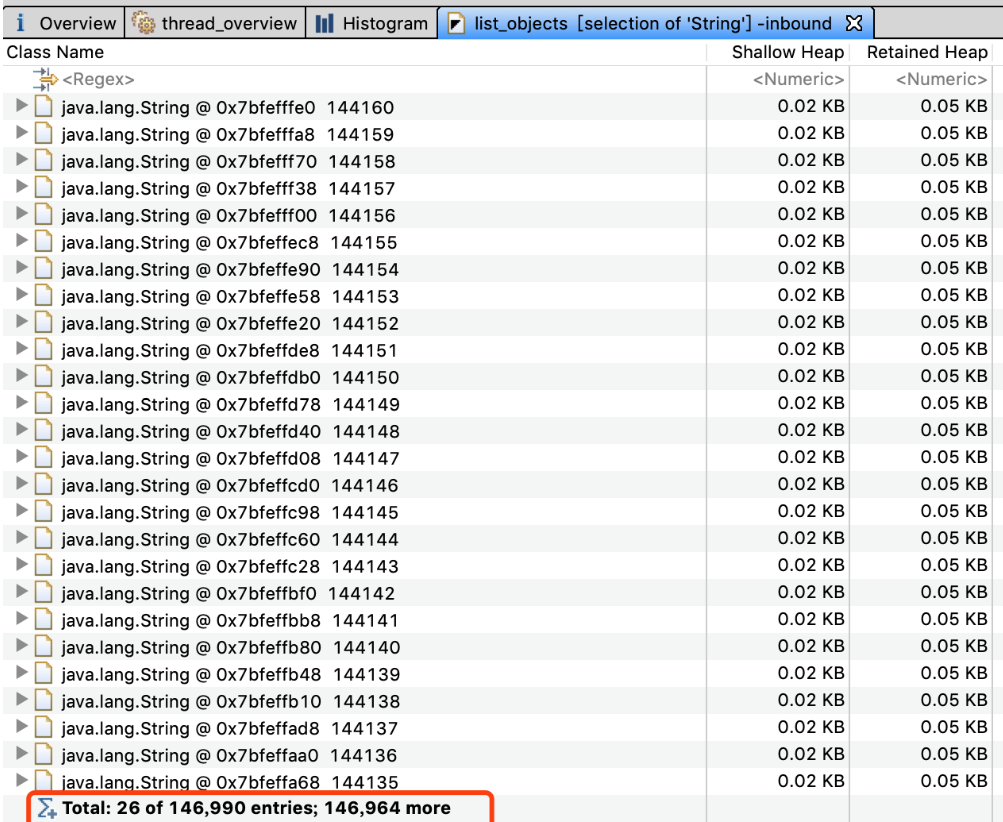 i Overview thread_overview Histogram list_objects [selection of 'String'] -inbound
Class Name Shallow Heap Retained Heap
<Regex> <Numeric> <Numeric>
java.lang.String @ 0x7bfefffe0 144160 0.02 KB 0.05 KB
java.lang.String @ 0x7bfefffa8 144159 0.02 KB 0.05 KB
java.lang.String @ 0x7bfefff70 144158 0.02 KB 0.05 KB
java.lang.String @ 0x7bfefff38 144157 0.02 KB 0.05 KB
java.lang.String @ 0x7bfefff00 144156 0.02 KB 0.05 KB
java.lang.String @ 0x7bfeffec8 144155 0.02 KB 0.05 KB
java.lang.String @ 0x7bfeffe90 144154 0.02 KB 0.05 KB
java.lang.String @ 0x7bfeffe58 144153 0.02 KB 0.05 KB
java.lang.String @ 0x7bfeffe20 144152 0.02 KB 0.05 KB
java.lang.String @ 0x7bfeffde8 144151 0.02 KB 0.05 KB
java.lang.String @ 0x7bfeffdb0 144150 0.02 KB 0.05 KB
java.lang.String @ 0x7bfeffd78 144149 0.02 KB 0.05 KB
java.lang.String @ 0x7bfeffd40 144148 0.02 KB 0.05 KB
java.lang.String @ 0x7bfeffd08 144147 0.02 KB 0.05 KB
java.lang.String @ 0x7bfeffcd0 144146 0.02 KB 0.05 KB
java.lang.String @ 0x7bfeffc98 144145 0.02 KB 0.05 KB
java.lang.String @ 0x7bfeffc60 144144 0.02 KB 0.05 KB
java.lang.String @ 0x7bfeffc28 144143 0.02 KB 0.05 KB
java.lang.String @ 0x7bfeffbf0 144142 0.02 KB 0.05 KB
java.lang.String @ 0x7bfeffbb8 144141 0.02 KB 0.05 KB
java.lang.String @ 0x7bfeffb80 144140 0.02 KB 0.05 KB
java.lang.String @ 0x7bfeffb48 144139 0.02 KB 0.05 KB
java.lang.String @ 0x7bfeffb10 144138 0.02 KB 0.05 KB
java.lang.String @ 0x7bfeffad8 144137 0.02 KB 0.05 KB
java.lang.String @ 0x7bfeffaa0 144136 0.02 KB 0.05 KB
java.lang.String @ 0x7bfeffa68 144135 0.02 KB 0.05 KB
Total: 26 of 146,990 entries; 146,964 more